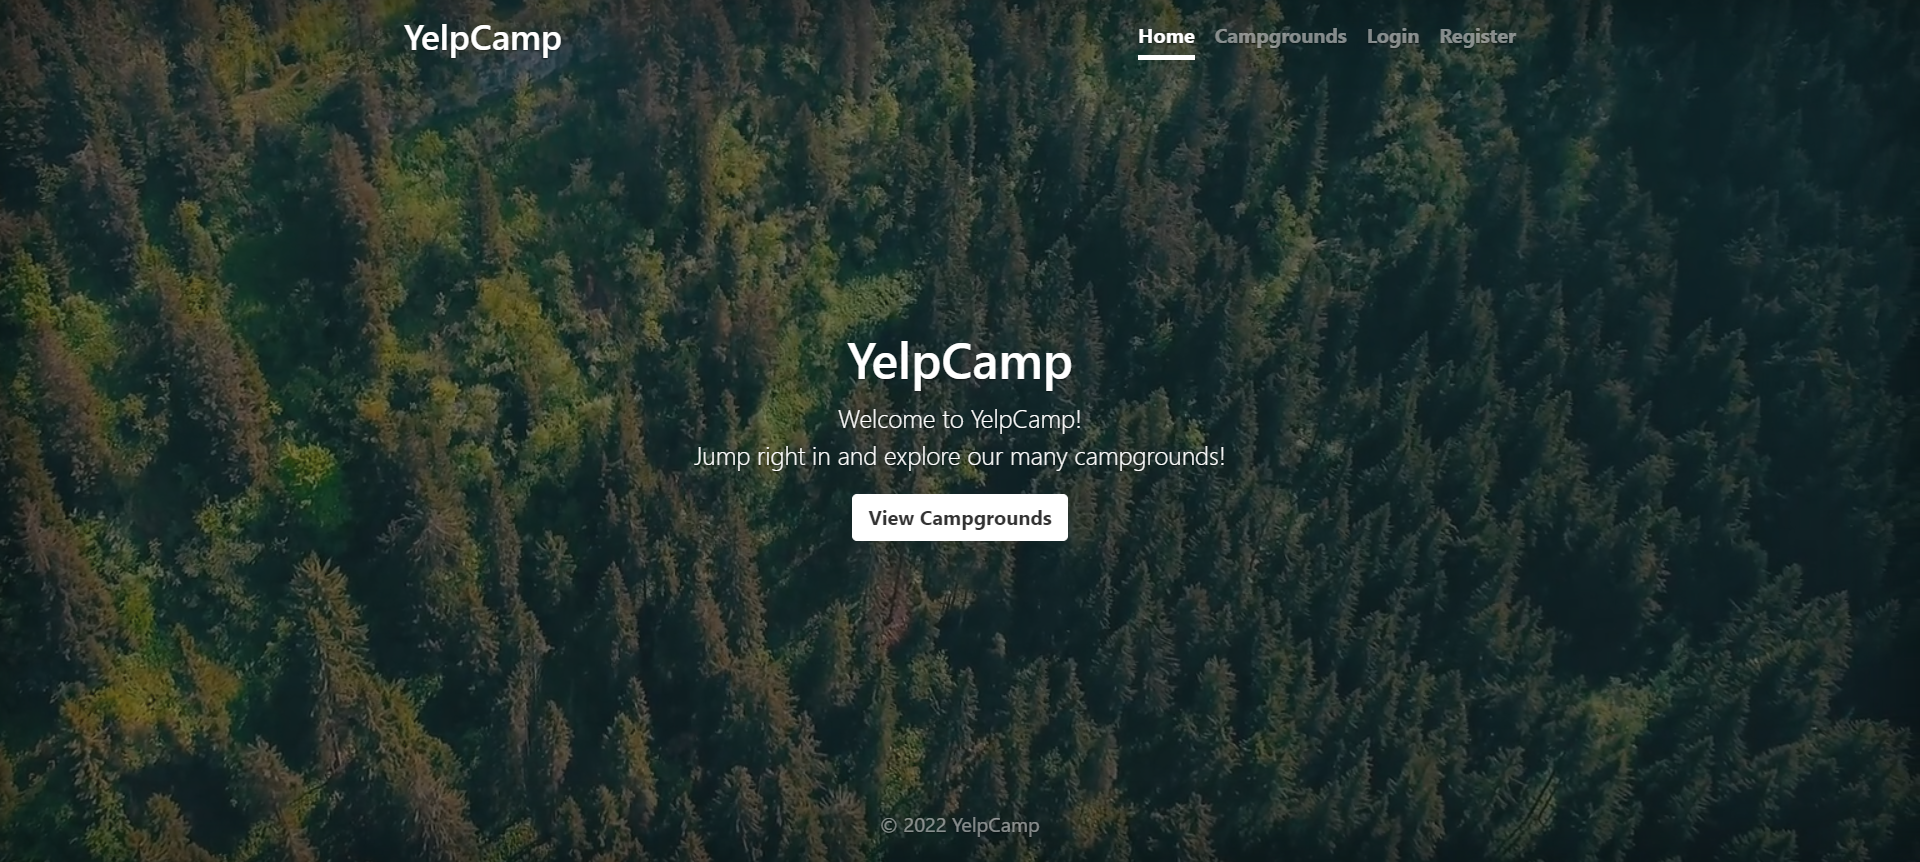 YelpCamp
Home Campgrounds Login Register
YelpCamp
Welcome to YelpCamp!
Jump right in and explore our many campgrounds!
View Campgrounds
© 2022 YelpCamp